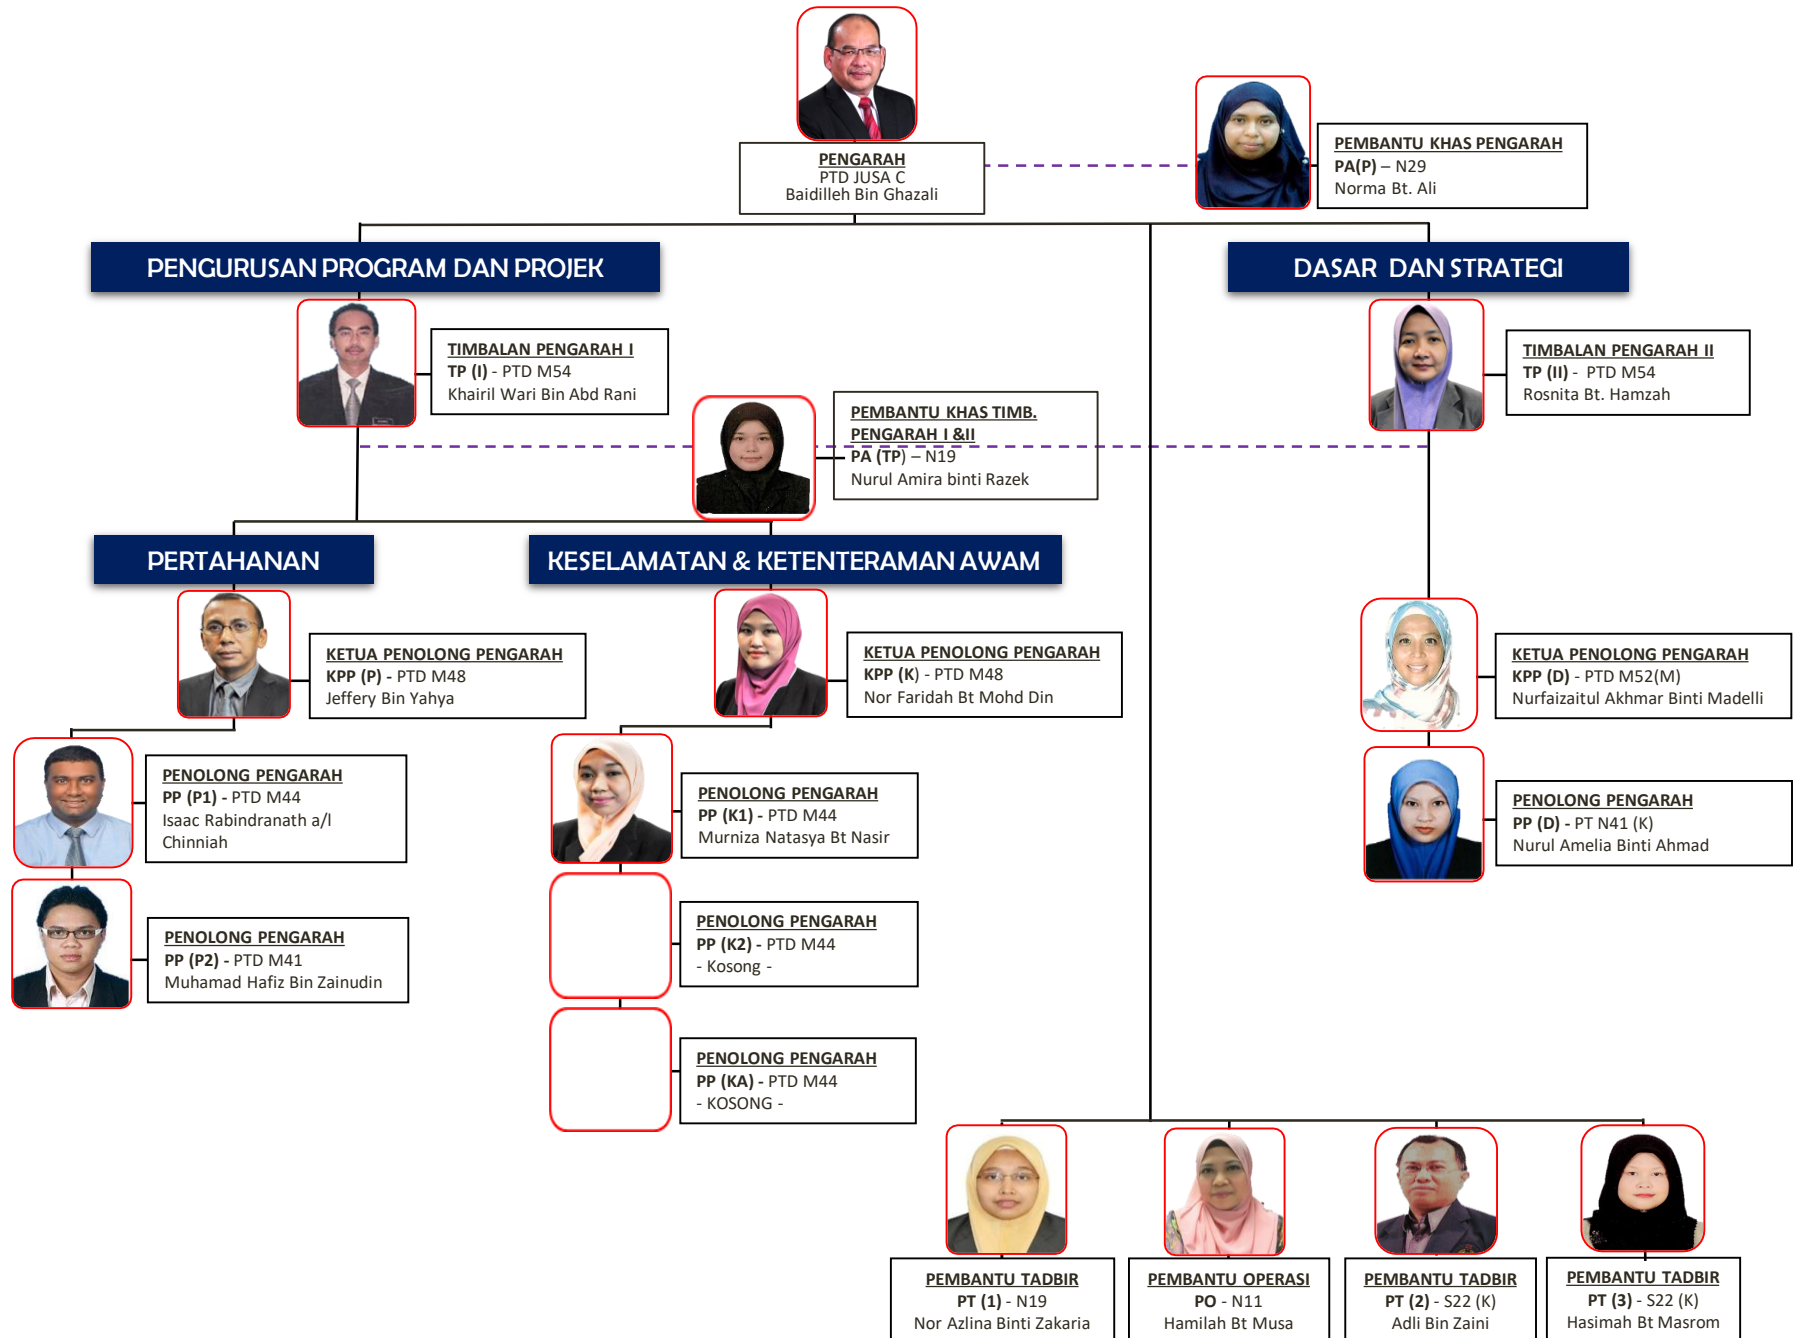 PENGARAH
PTD JUSA C
Baidilleh Bin Ghazali
PEMBANTU KHAS PENGARAH
PA(P) – N29
Norma Bt. Ali
PENGURUSAN PROGRAM DAN PROJEK
DASAR DAN STRATEGI
TIMBALAN PENGARAH I
TP (I) - PTD M54
Khairil Wari Bin Abd Rani
TIMBALAN PENGARAH II
TP (II) - PTD M54
Rosnita Bt. Hamzah
PEMBANTU KHAS TIMB.
PENGARAH I &II
PA (TP) – N19
Nurul Amira binti Razek
PERTAHANAN
KESELAMATAN & KETENTERAMAN AWAM
KETUA PENOLONG PENGARAH
KPP (P) - PTD M48
Jeffery Bin Yahya
KETUA PENOLONG PENGARAH
KPP (K) - PTD M48
Nor Faridah Bt Mohd Din
KETUA PENOLONG PENGARAH
KPP (D) - PTD M52(M)
Nurfaizaitul Akhmar Binti Madelli
PENOLONG PENGARAH
PP (P1) - PTD M44
Isaac Rabindranath a/l
Chinniah
PENOLONG PENGARAH
PP (K1) - PTD M44
Murniza Natasya Bt Nasir
PENOLONG PENGARAH
PP (D) - PT N41 (K)
Nurul Amelia Binti Ahmad
PENOLONG PENGARAH
PP (P2) - PTD M41
Muhamad Hafiz Bin Zainudin
PENOLONG PENGARAH
PP (K2) - PTD M44
- Kosong -
PENOLONG PENGARAH
PP (KA) - PTD M44
- KOSONG -
PEMBANTU TADBIR
PT (1) - N19
Nor Azlina Binti Zakaria
PEMBANTU OPERASI
PO - N11
Hamilah Bt Musa
PEMBANTU TADBIR
PT (2) - S22 (K)
Adli Bin Zaini
PEMBANTU TADBIR
PT (3) - S22 (K)
Hasimah Bt Masrom